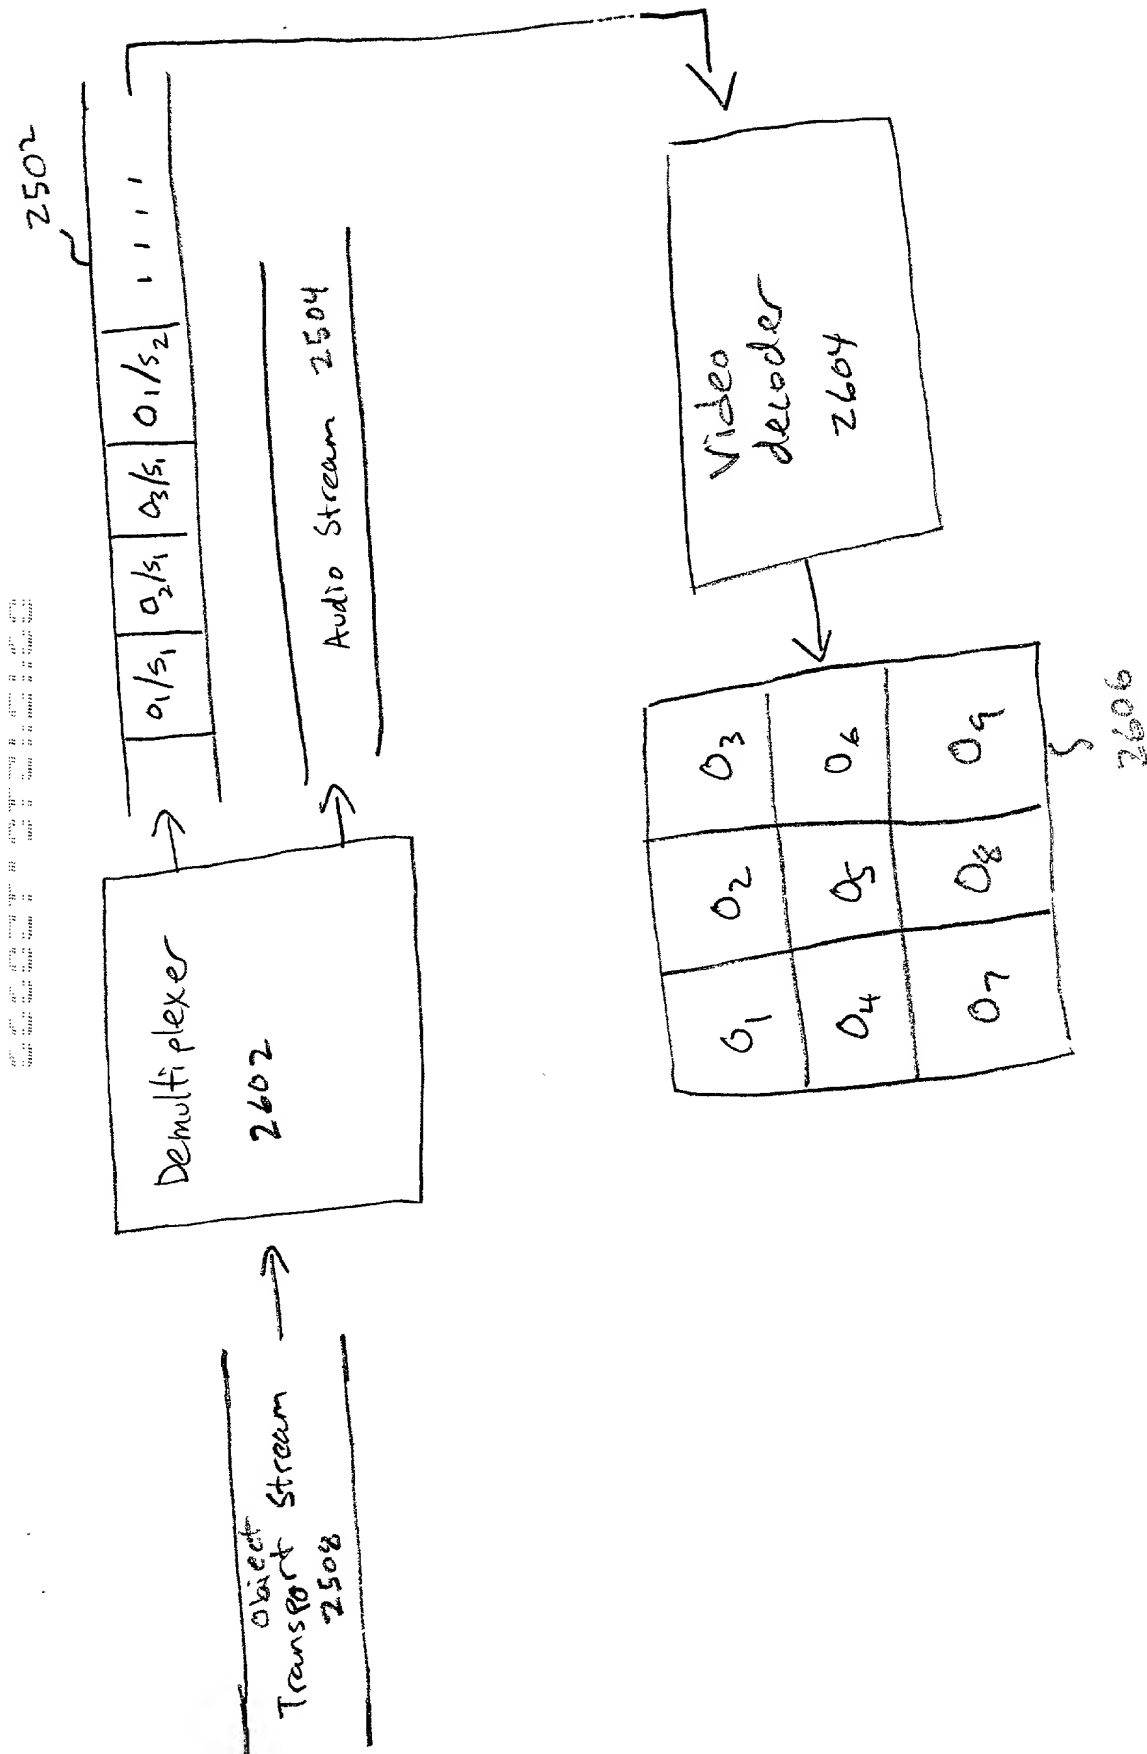 2502
O1/S1 | O2/S1 | O3/S1 | O1/S2 | ....
Demultiplexer
2602
Audio Stream 2504
Object
Transport Stream
2508
Video
decoder
2604
O1 O2 O3
O4 O5 O6
O7 O8 O9
2606